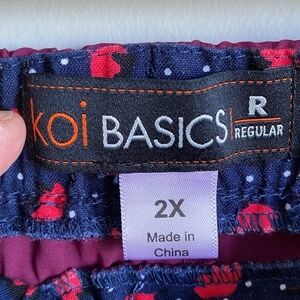 koi BASICS
R
REGULAR
2X
Made in
China